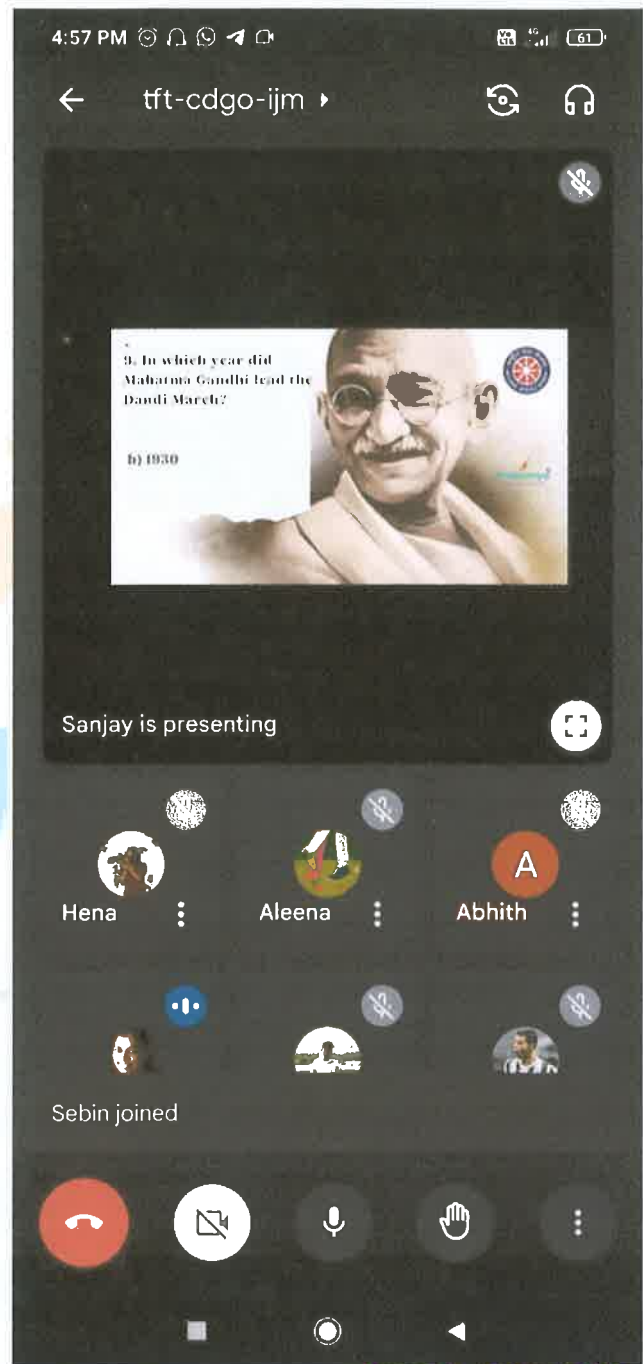 4:57 PM
4G
61
tft-cdgo-ijm
9. In which year did
Mahatma Gandhi lead the
Dandi March?
b) 1930
Sanjay is presenting
Hena
Aleena
A
Abhith
Sebin joined